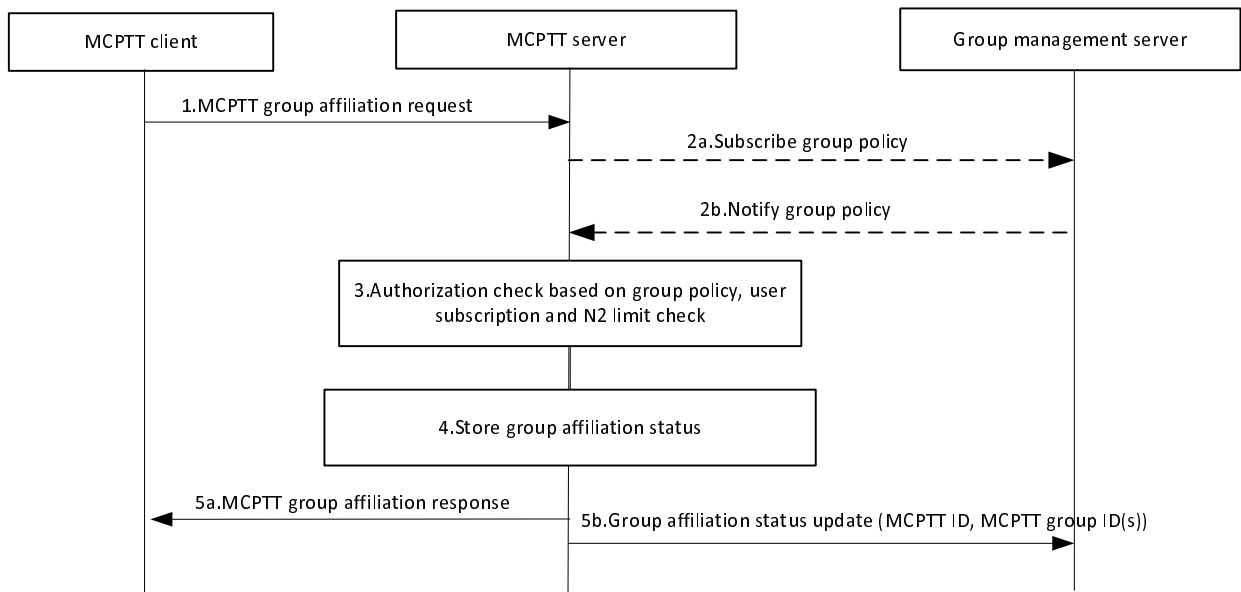 MCPTT client
MCPTT server
Group management server
1.MCPTT group affiliation request
2a.Subscribe group policy
2b.Notify group policy
3.Authorization check based on group policy, user
subscription and N2 limit check
4.Store group affiliation status
5a.MCPTT group affiliation response
5b.Group affiliation status update (MCPTT ID, MCPTT group ID(s))